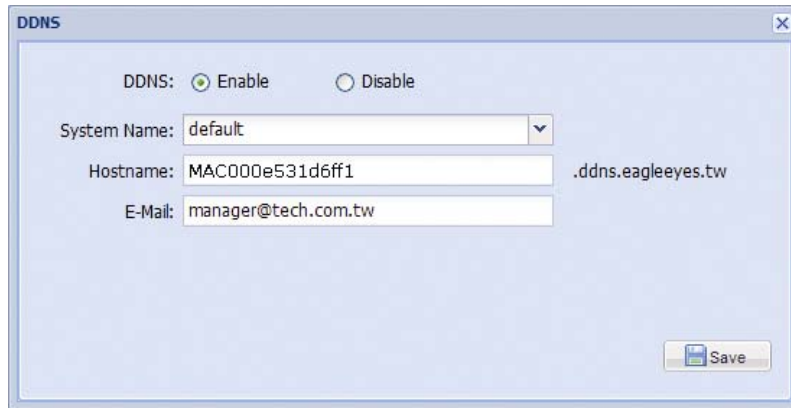 DDNS
DDNS: Enable Disable
System Name: default
Hostname: MAC000e531d6ff1 .ddns.eagleeyes.tw
E-Mail: manager@tech.com.tw
Save